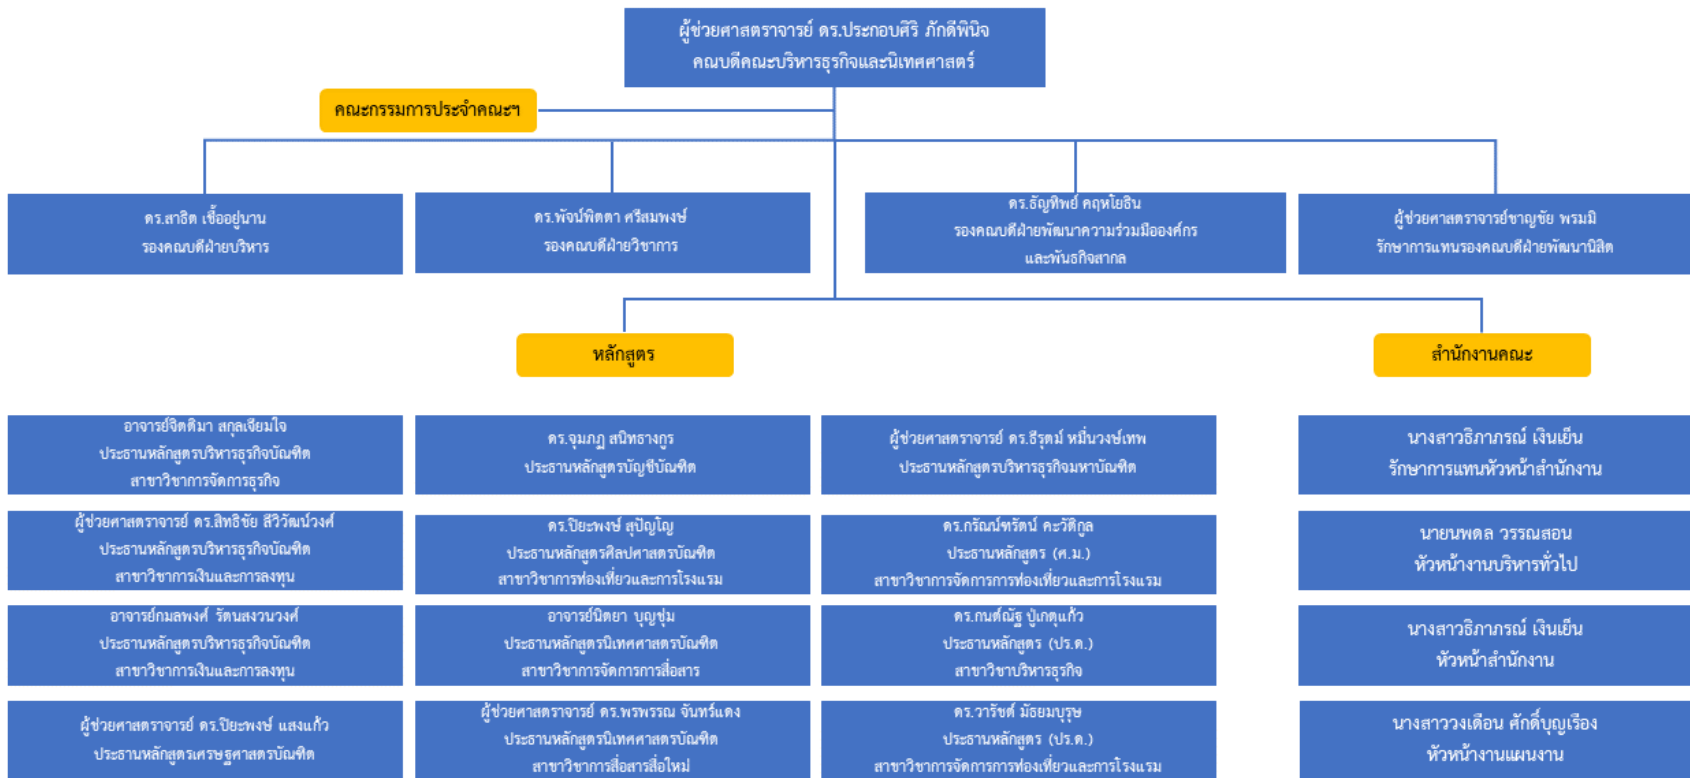 ผู้ช่วยศาสตราจารย์ ดร.ประกอบศิริ ภักดีพินิจ
คณบดีคณะบริหารธุรกิจและนิเทศศาสตร์
คณะกรรมการประจำคณะฯ
ดร.สาธิต เชื้ออยู่นาน
รองคณบดีฝ่ายบริหาร
ดร.พัจน์พิตตา ศรีสมพงษ์
รองคณบดีฝ่ายวิชาการ
ดร.ธัญทิพย์ คฤหโยธิน
รองคณบดีฝ่ายพัฒนาความร่วมมือองค์กร
และพันธกิจสากล
ผู้ช่วยศาสตราจารย์ชาญชัย พรมมิ
รักษาการแทนรองคณบดีฝ่ายพัฒนานิสิต
หลักสูตร
สำนักงานคณะ
อาจารย์จิตติมา สกุลเจียมใจ
ประธานหลักสูตรบริหารธุรกิจบัณฑิต
สาขาวิชาการจัดการธุรกิจ
ดร.จุมภฎ สนิทธางกูร
ประธานหลักสูตรบัญชีบัณฑิต
ผู้ช่วยศาสตราจารย์ ดร.ธีรุตม์ หมื่นวงษ์เทพ
ประธานหลักสูตรบริหารธุรกิจมหาบัณฑิต
นางสาวธิภาภรณ์ เงินเย็น
รักษาการแทนหัวหน้าสำนักงาน
ผู้ช่วยศาสตราจารย์ ดร.สิทธิชัย ลีวิวัฒน์วงศ์
ประธานหลักสูตรบริหารธุรกิจบัณฑิต
สาขาวิชาการเงินและการลงทุน
ดร.ปิยะพงษ์ สุปัญโญ
ประธานหลักสูตรศิลปศาสตรบัณฑิต
สาขาวิชาการท่องเที่ยวและการโรงแรม
ดร.กรัณน์ทรัตน์ คะวัติกูล
ประธานหลักสูตร (ศ.ม.)
สาขาวิชาการจัดการการท่องเที่ยวและการโรงแรม
นายนพดล วรรณสอน
หัวหน้างานบริหารทั่วไป
อาจารย์กมลพงศ์ รัตนสงวนวงศ์
ประธานหลักสูตรบริหารธุรกิจบัณฑิต
สาขาวิชาการเงินและการลงทุน
อาจารย์นิตยา บุญชุ่ม
ประธานหลักสูตรนิเทศศาสตรบัณฑิต
สาขาวิชาการจัดการการสื่อสาร
ดร.กนต์ณัฐ ปู่เกตุแก้ว
ประธานหลักสูตร (ปร.ด.)
สาขาวิชาบริหารธุรกิจ
นางสาวธิภาภรณ์ เงินเย็น
หัวหน้าสำนักงาน
ผู้ช่วยศาสตราจารย์ ดร.ปิยะพงษ์ แสงแก้ว
ประธานหลักสูตรเศรษฐศาสตรบัณฑิต
ผู้ช่วยศาสตราจารย์ ดร.พรพรรณ จันทร์แดง
ประธานหลักสูตรนิเทศศาสตรบัณฑิต
สาขาวิชาการสื่อสารสื่อใหม่
ดร.วารัชต์ มัธยมบุรุษ
ประธานหลักสูตร (ปร.ด.)
สาขาวิชาการจัดการการท่องเที่ยวและการโรงแรม
นางสาววงเดือน ศักดิ์บุญเรือง
หัวหน้างานแผนงาน